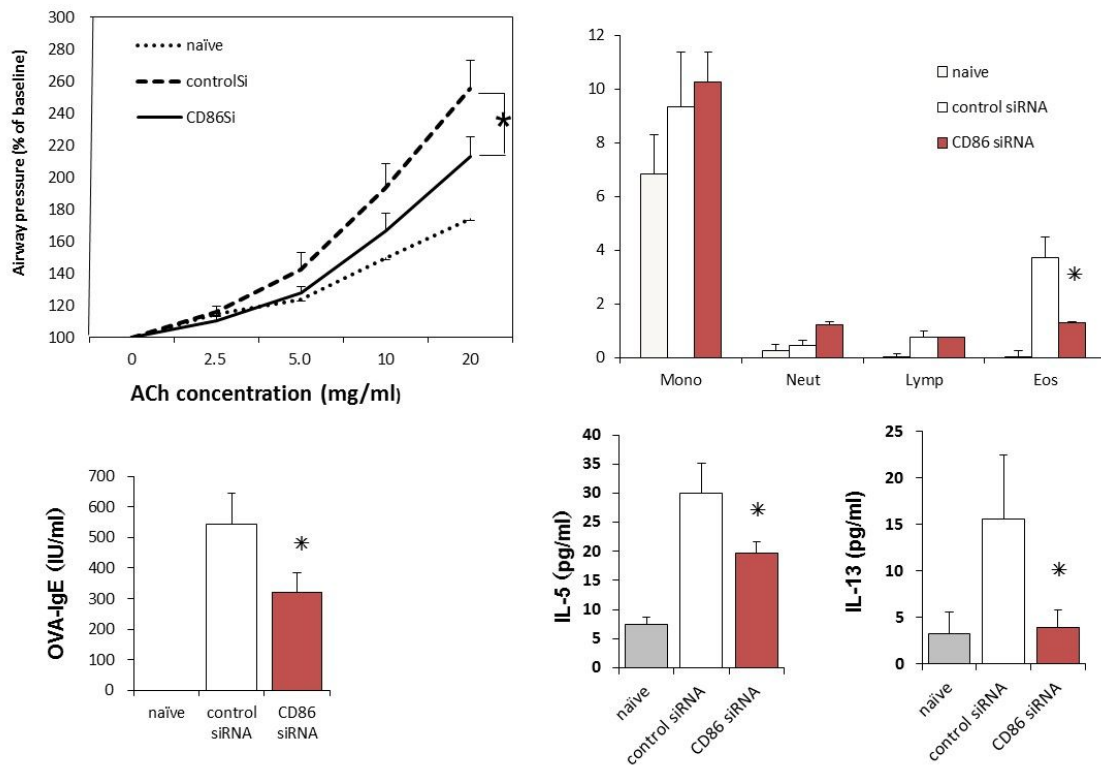 Airway pressure (% of baseline)
300
280
260
240
220
200
180
160
140
120
100
naïve
controlSi
CD86Si
*
0
2.5
5.0
10
20
ACh concentration (mg/ml)
12
10
8
6
4
2
0
naive
control siRNA
CD86 siRNA
*
Mono
Neut
Lymp
Eos
OVA-IgE (IU/ml)
700
600
500
400
300
200
100
0
*
naïve
control
siRNA
CD86
siRNA
IL-5 (pg/ml)
40
35
30
25
20
15
10
5
0
*
naïve
control siRNA
CD86 siRNA
IL-13 (pg/ml)
25
20
15
10
5
0
*
naïve
control siRNA
CD86 siRNA